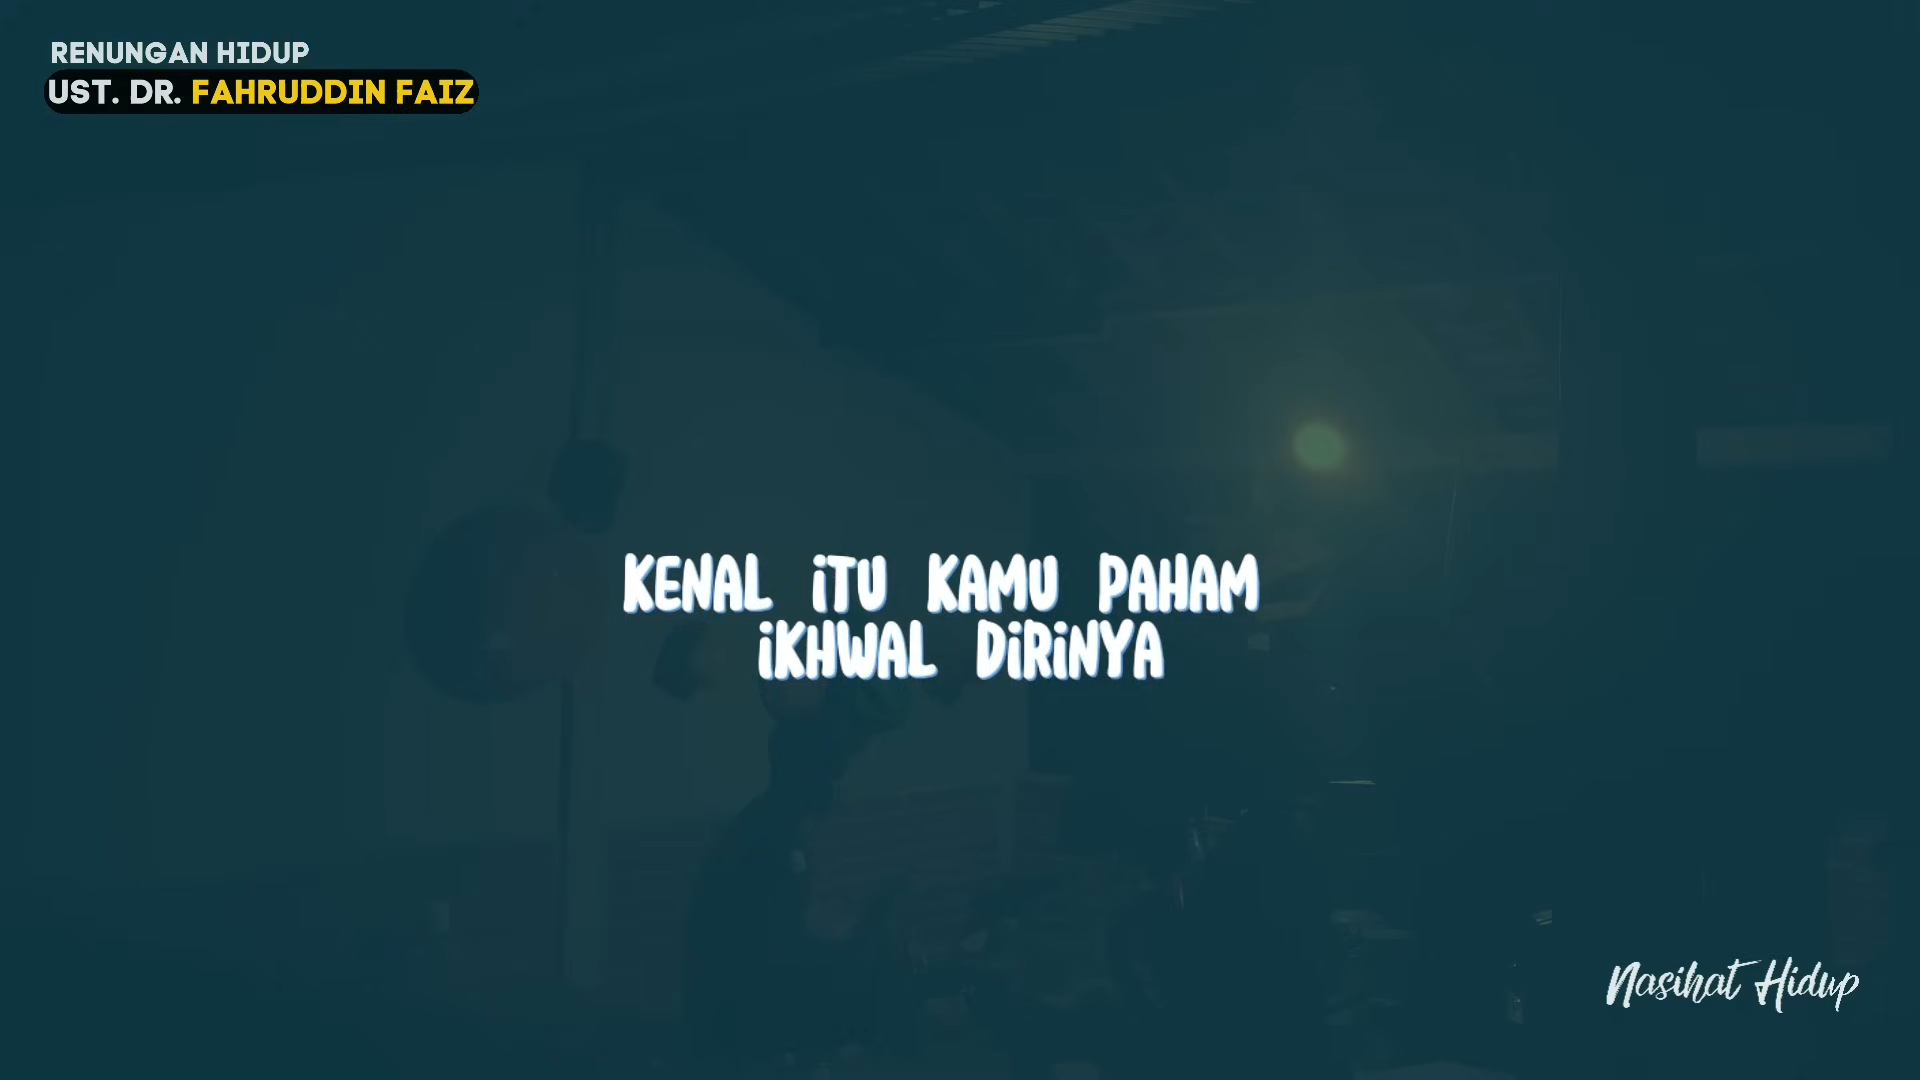 RENUNGAN HIDUP
UST. DR. FAHRUDDIN FAIZ
KENAL iTU KAMU PAHAM
iKHWAL DiRiNYA
Nasihat Hidup